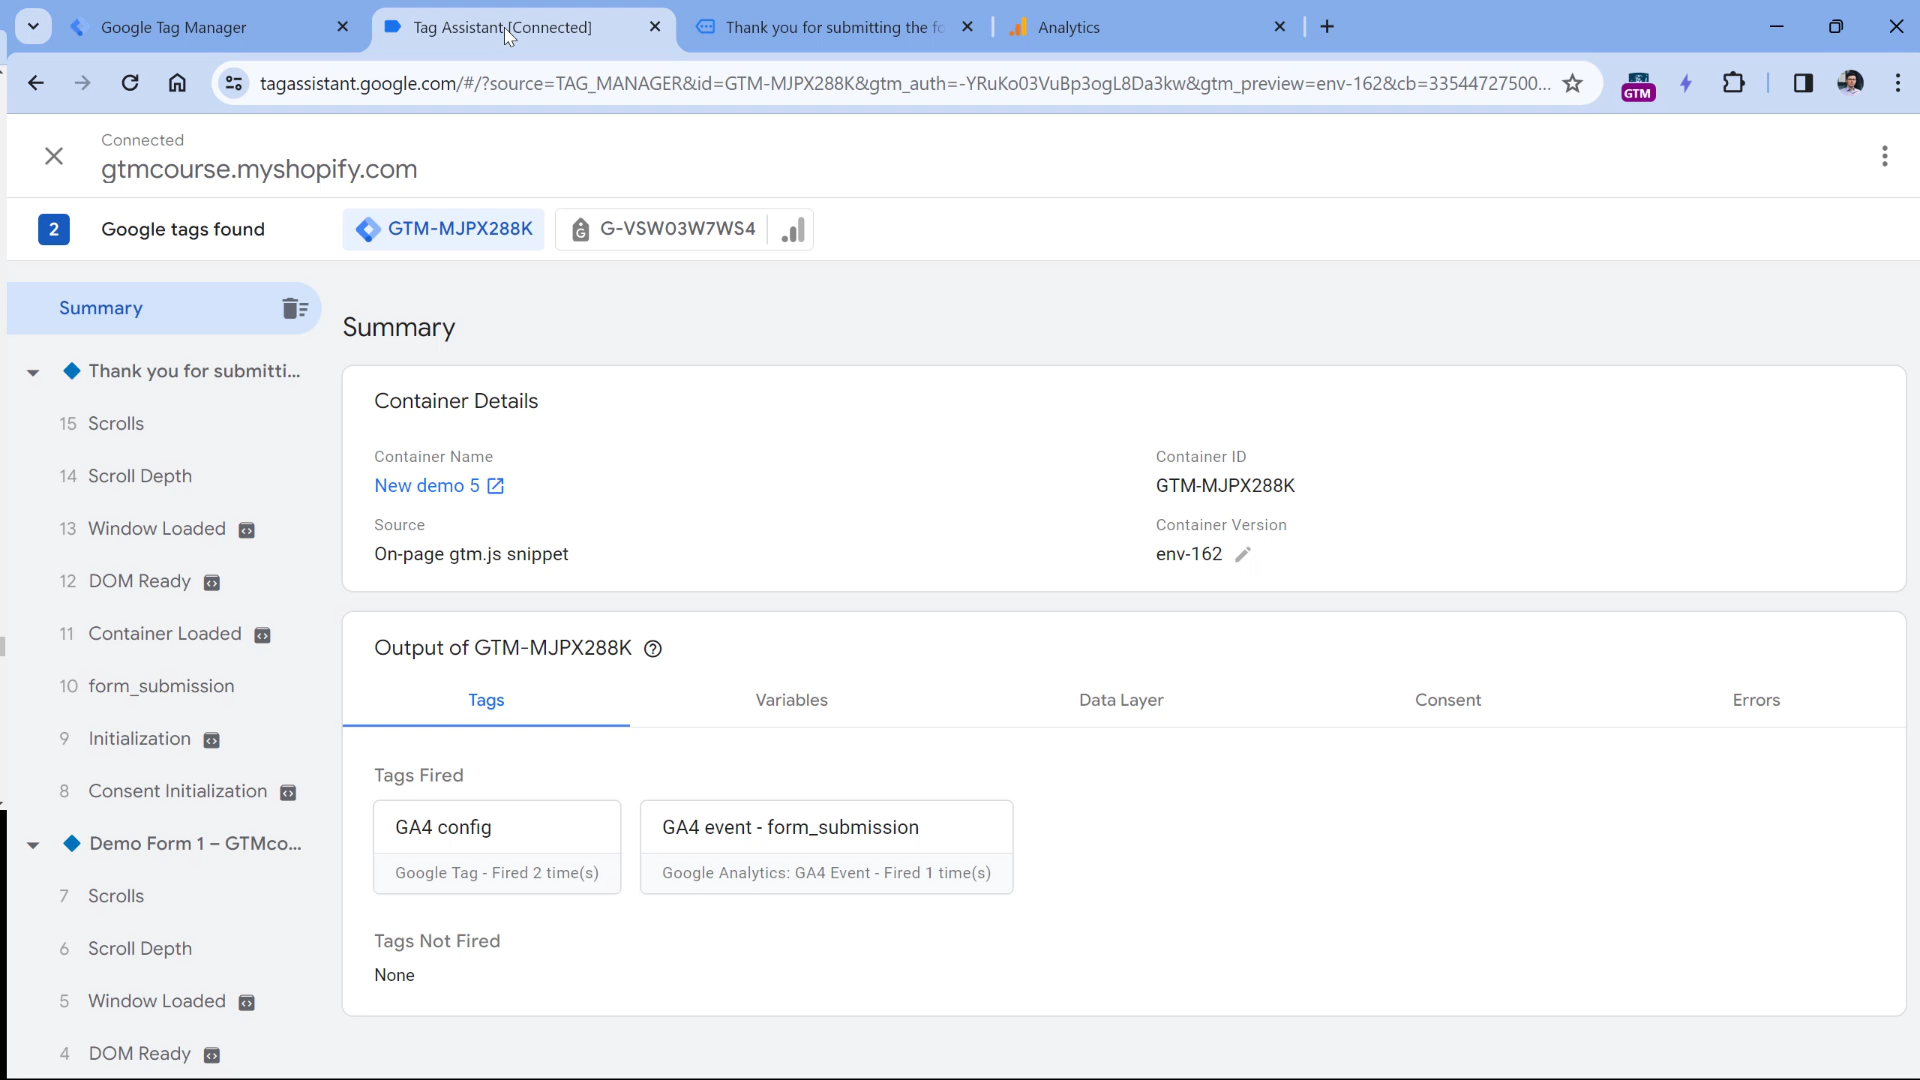 Google Tag Manager
Tag Assistant [Connected]
Thank you for submitting the fo
Analytics
tagassistant.google.com/#/?source=TAG_MANAGER&id=GTM-MJPX288K&gtm_auth=-YRuKo03VuBp3ogL8Da3kw&gtm_preview=env-162&cb=33544727500...
GTM
Connected
gtmcourse.myshopify.com
2
Google tags found
GTM-MJPX288K
G-VSW03W7WS4
Summary
Thank you for submitti...
15 Scrolls
14 Scroll Depth
13 Window Loaded
12 DOM Ready
11 Container Loaded
10 form_submission
9 Initialization
8 Consent Initialization
Demo Form 1 – GTMco...
7 Scrolls
6 Scroll Depth
5 Window Loaded
4 DOM Ready
Summary
Container Details
Container Name
New demo 5
Container ID
GTM-MJPX288K
Source
On-page gtm.js snippet
Container Version
env-162
Output of GTM-MJPX288K
Tags
Variables
Data Layer
Consent
Errors
Tags Fired
GA4 config
Google Tag - Fired 2 time(s)
GA4 event - form_submission
Google Analytics: GA4 Event - Fired 1 time(s)
Tags Not Fired
None